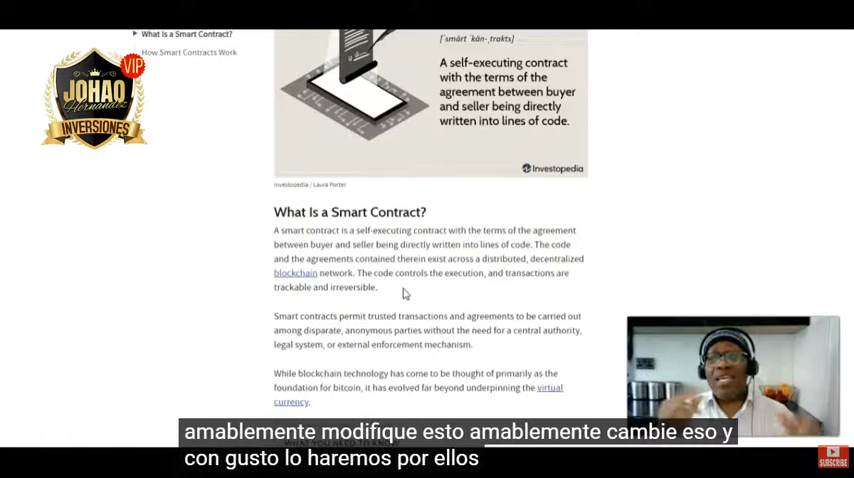 What Is a Smart Contract?
How Smart Contracts Work
VIP
JOHAO
Hernandez
INVERSIONES
[ˈsmärt ˈkän-ˌtrakts]
A self-executing contract
with the terms of the
agreement between buyer
and seller being directly
written into lines of code.
Investopedia
Investopedia / Laura Porter
What Is a Smart Contract?
A smart contract is a self-executing contract with the terms of the agreement
between buyer and seller being directly written into lines of code. The code
and the agreements contained therein exist across a distributed, decentralized
blockchain network. The code controls the execution, and transactions are
trackable and irreversible.
Smart contracts permit trusted transactions and agreements to be carried out
among disparate, anonymous parties without the need for a central authority,
legal system, or external enforcement mechanism.
While blockchain technology has come to be thought of primarily as the
foundation for bitcoin, it has evolved far beyond underpinning the virtual
currency.
amablemente modifique esto amablemente cambie eso y
con gusto lo haremos por ellos
SUBSCRIBE